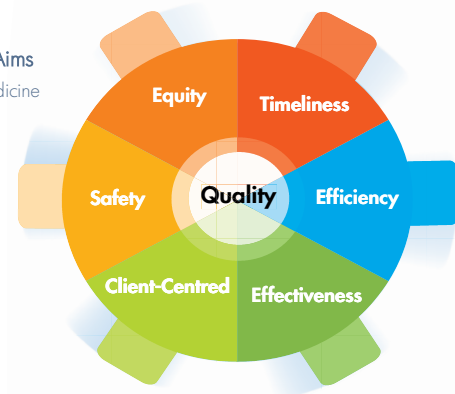 Aims
dicine
Equity
Timeliness
Safety
Quality
Efficiency
Client-Centred
Effectiveness